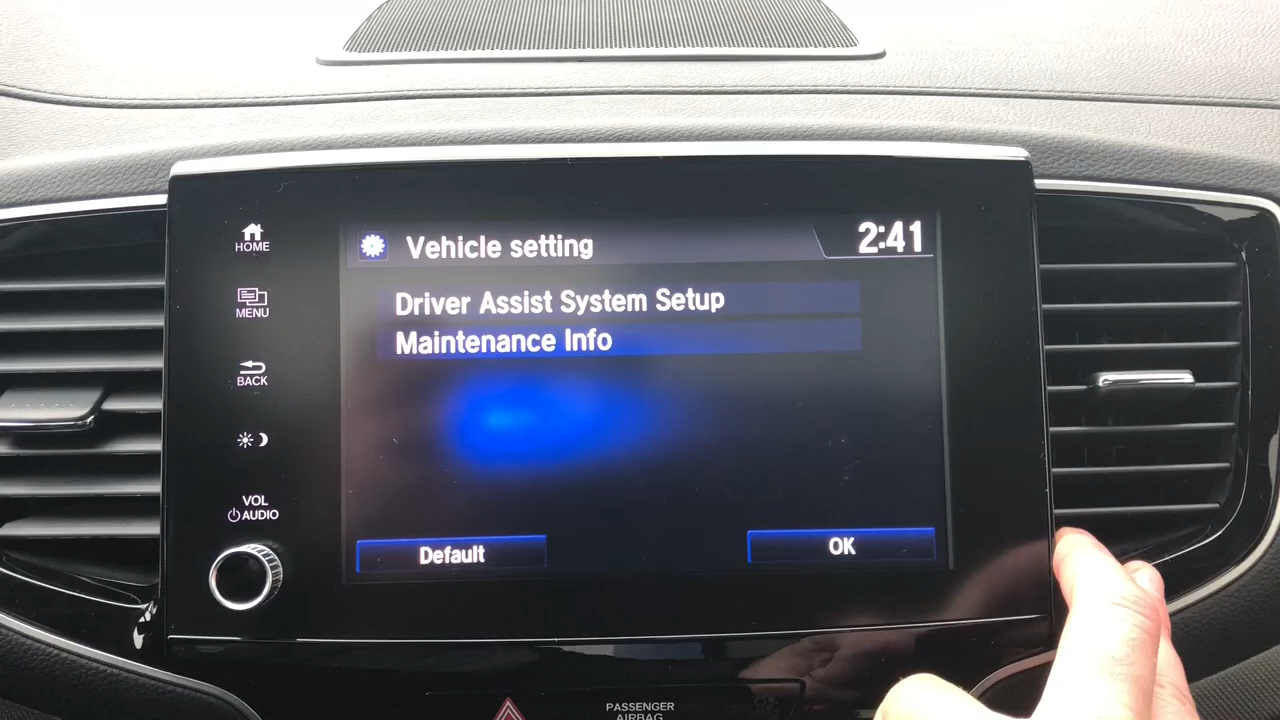 HOME
MENU
BACK
VOL
AUDIO
Vehicle setting
2:41
Driver Assist System Setup
Maintenance Info
Default
OK
PASSENGER
AIRBAG